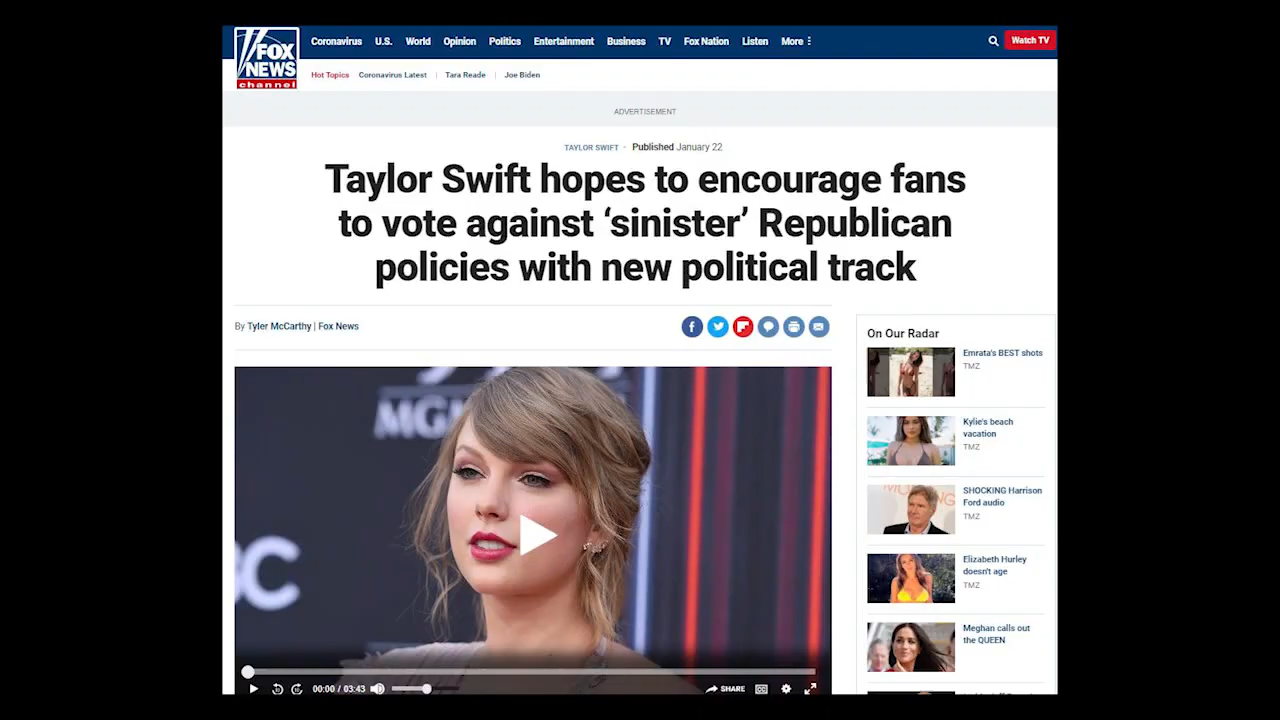 FOX
NEWS
channel
Coronavirus U.S. World Opinion Politics Entertainment Business TV Fox Nation Listen More
Watch TV
Hot Topics Coronavirus Latest Tara Reade Joe Biden
ADVERTISEMENT
TAYLOR SWIFT · Published January 22
Taylor Swift hopes to encourage fans
to vote against ‘sinister’ Republican
policies with new political track
By Tyler McCarthy | Fox News
MGM
BC
00:00 / 03:43
SHARE
On Our Radar
Emrata's BEST shots
TMZ
Kylie's beach
vacation
TMZ
SHOCKING Harrison
Ford audio
TMZ
Elizabeth Hurley
doesn't age
TMZ
Meghan calls out
the QUEEN